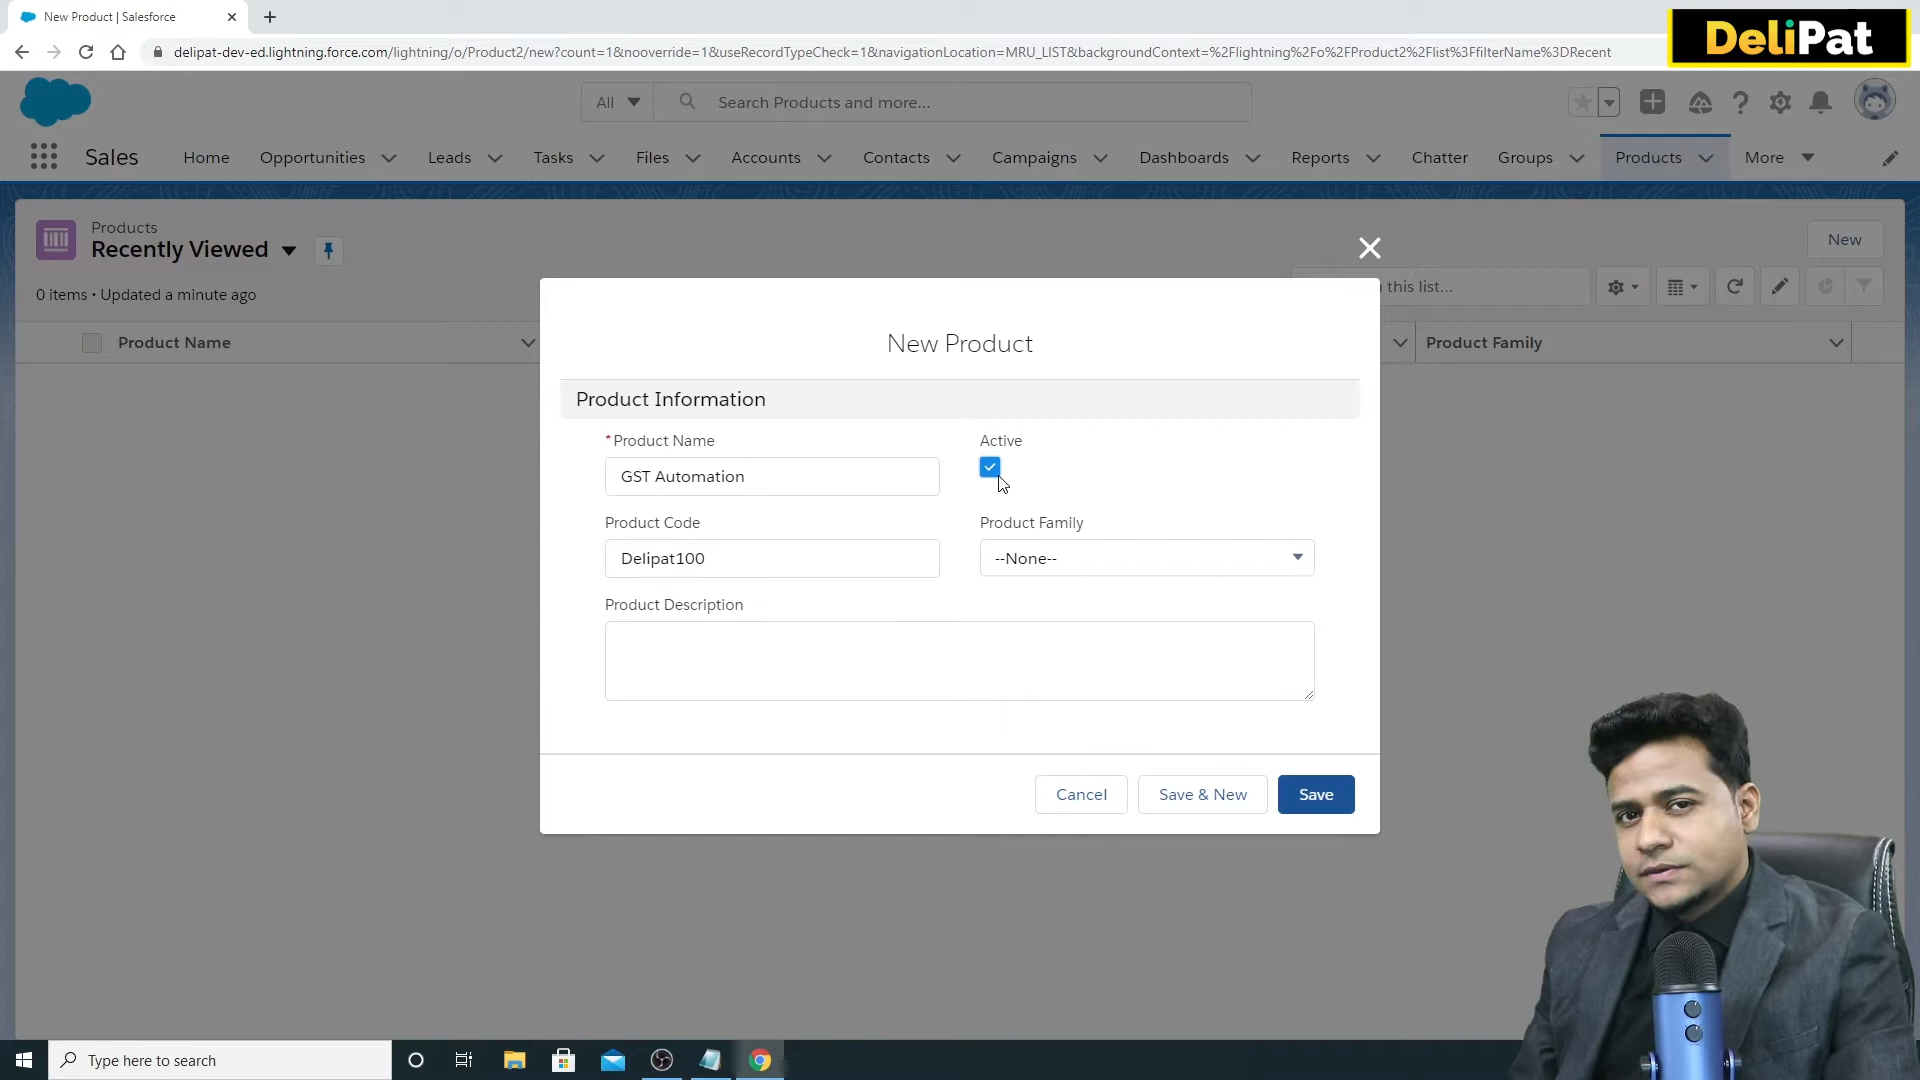 New Product | Salesforce
DeliPat
delipat-dev-ed.lightning.force.com/lightning/o/Product2/new?count=1&nooverride=1&useRecordTypeCheck=1&navigationLocation=MRU_LIST&backgroundContext=%2Flightning%2Fo%2FProduct2%2Flist%3FfilterName%3DRecent
All
Search Products and more...
Sales Home Opportunities Leads Tasks Files Accounts Contacts Campaigns Dashboards Reports Chatter Groups Products More
Products
Recently Viewed
New
0 items • Updated a minute ago
this list...
Product Name
Product Family
New Product
Product Information
*Product Name
Active
GST Automation
Product Code
Product Family
Delipat100
--None--
Product Description
Cancel
Save & New
Save
Type here to search